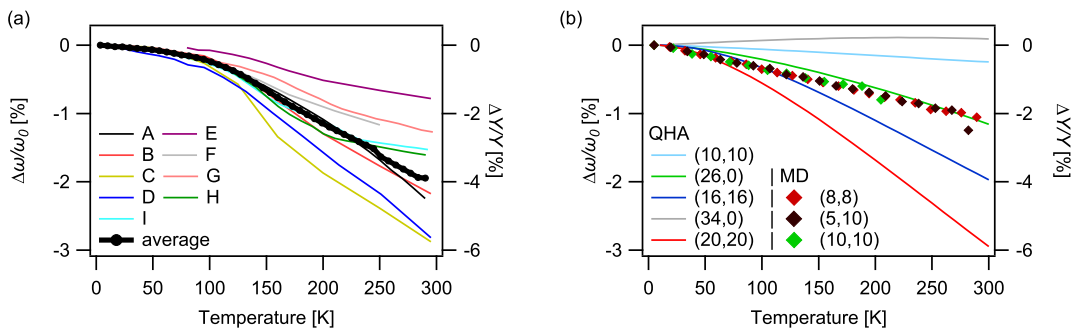 (a)
0
-1
-2
-3
Δω/ω0 [%]
A
B
C
D
I
average
E
F
G
H
0
-2
-4
-6
ΔY/Y [%]
0 50 100 150 200 250 300
Temperature [K]
(b)
0
-1
-2
-3
Δω/ω0 [%]
QHA
(10,10)
(26,0)
(16,16)
(34,0)
(20,20)
MD
(8,8)
(5,10)
(10,10)
0
-2
-4
-6
ΔY/Y [%]
0 50 100 150 200 250 300
Temperature [K]